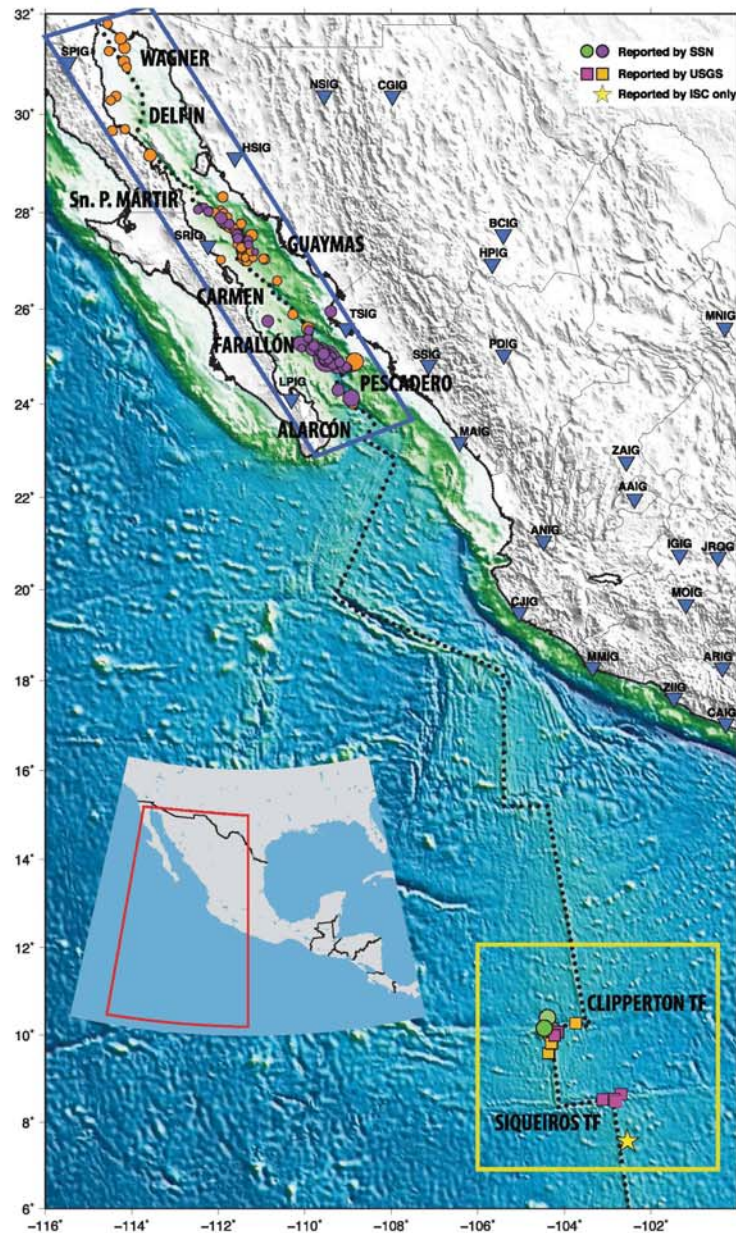 32°
SPIG
WAGNER
NSIG
CGIG
Reported by SSN
Reported by USGS
Reported by ISC only
30°
DELFIN
HSIG
28°
Sn. P. MÁRTIR
SRIG
GUAYMAS
BCIG
HPIG
26°
CARMEN
TSIG
MNIG
FARALLÓN
SSIG
PDIG
24°
LPIG
PESCADERO
ALARCÓN
MAIG
ZAIG
AAIG
22°
ANIG
IGIG
JRQG
20°
CJIG
MOIG
18°
MMIG
ARIG
ZIIG
CAIG
16°
14°
12°
CLIPPERTON TF
10°
8°
SIQUEIROS TF
6°
−116 −114° −112° −110° −108° −106° −104° −102°